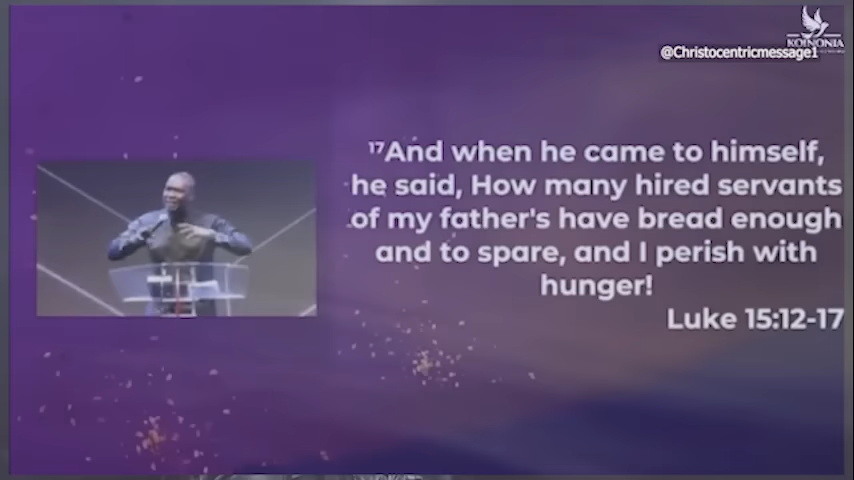 KOINONIA
@Christocentricmessage1
17And when he came to himself,
he said, How many hired servants
of my father's have bread enough
and to spare, and I perish with
hunger!
Luke 15:12-17